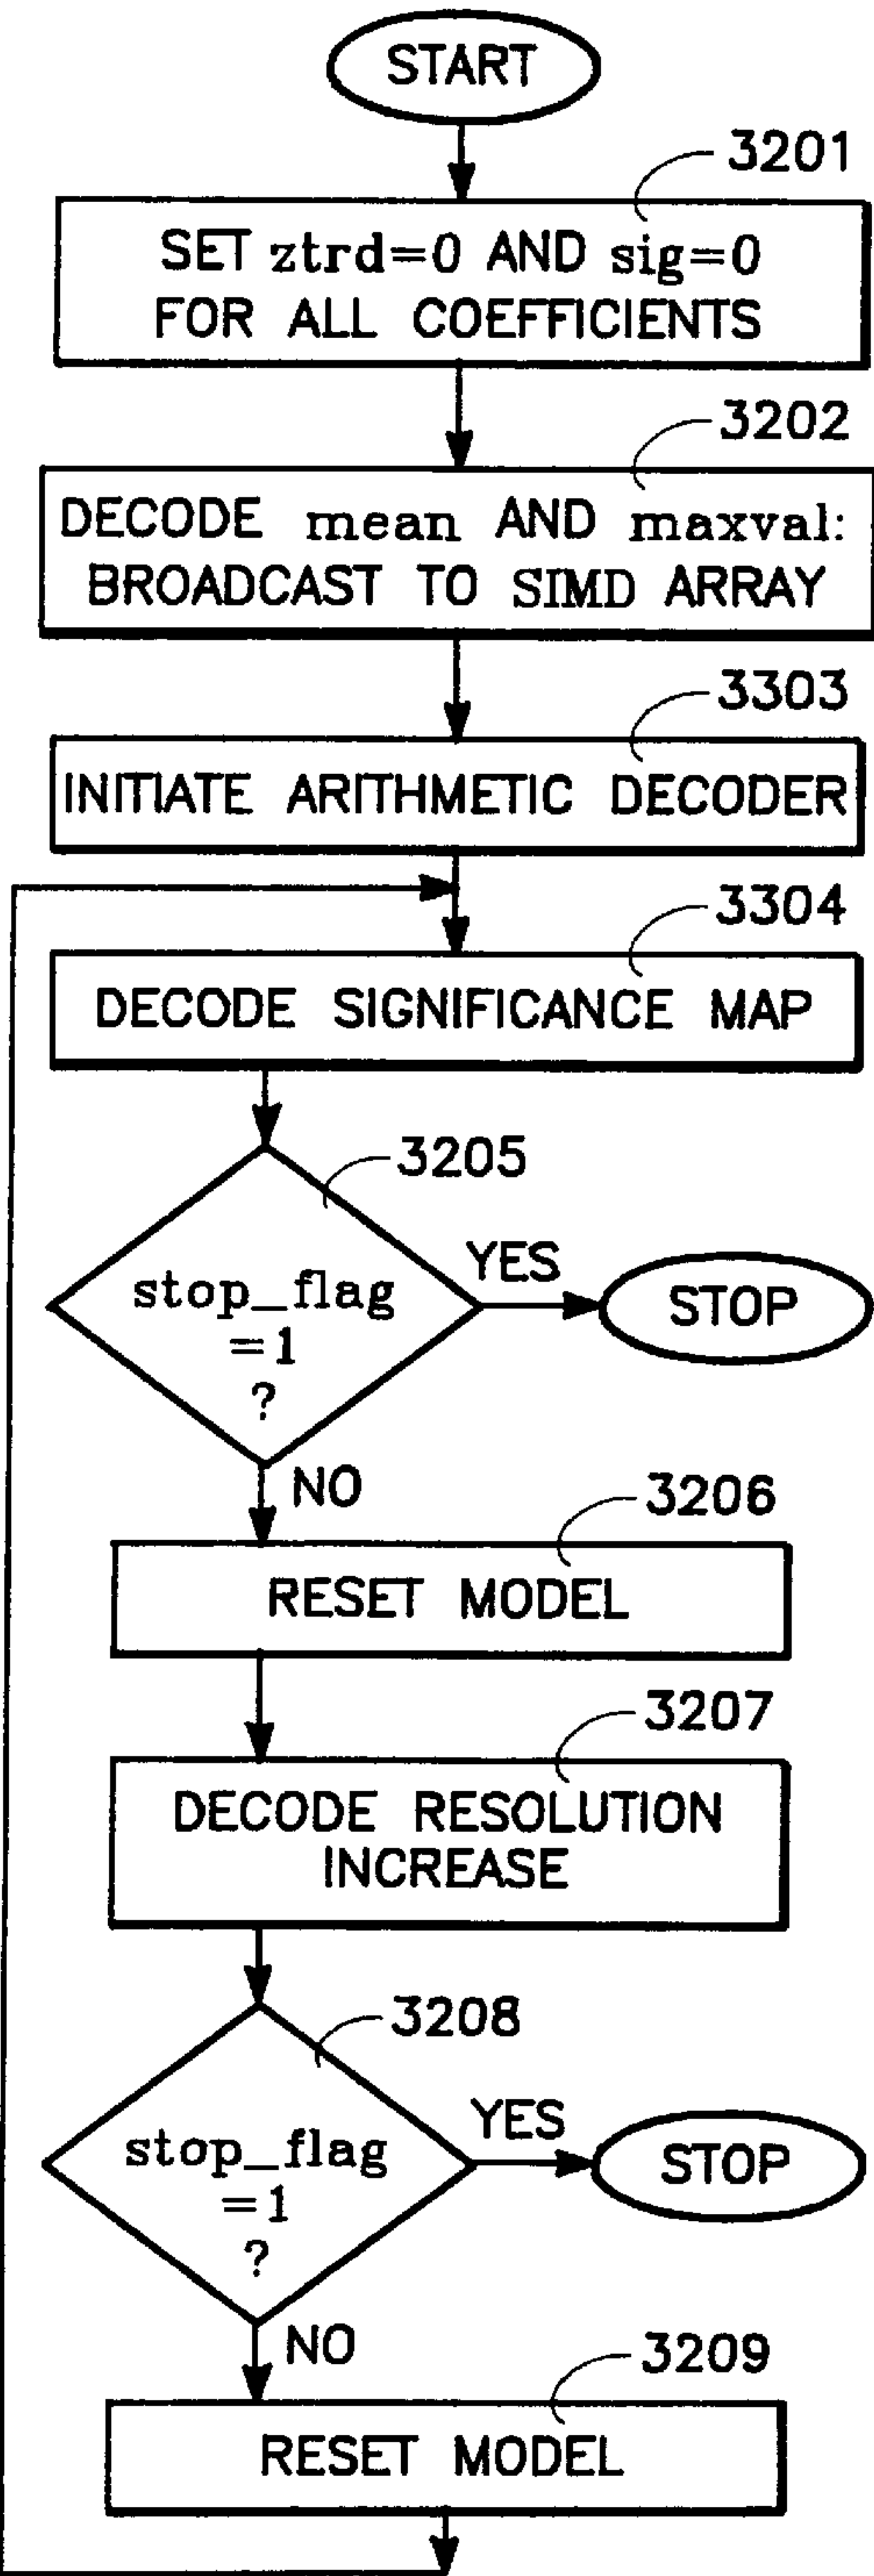 START
3201
SET ztrd=0 AND sig=0
FOR ALL COEFFICIENTS
3202
DECODE mean AND maxval:
BROADCAST TO SIMD ARRAY
3303
INITIATE ARITHMETIC DECODER
3304
DECODE SIGNIFICANCE MAP
3205
stop_flag
=1
?
YES
STOP
NO
3206
RESET MODEL
3207
DECODE RESOLUTION
INCREASE
3208
stop_flag
=1
?
YES
STOP
NO
3209
RESET MODEL